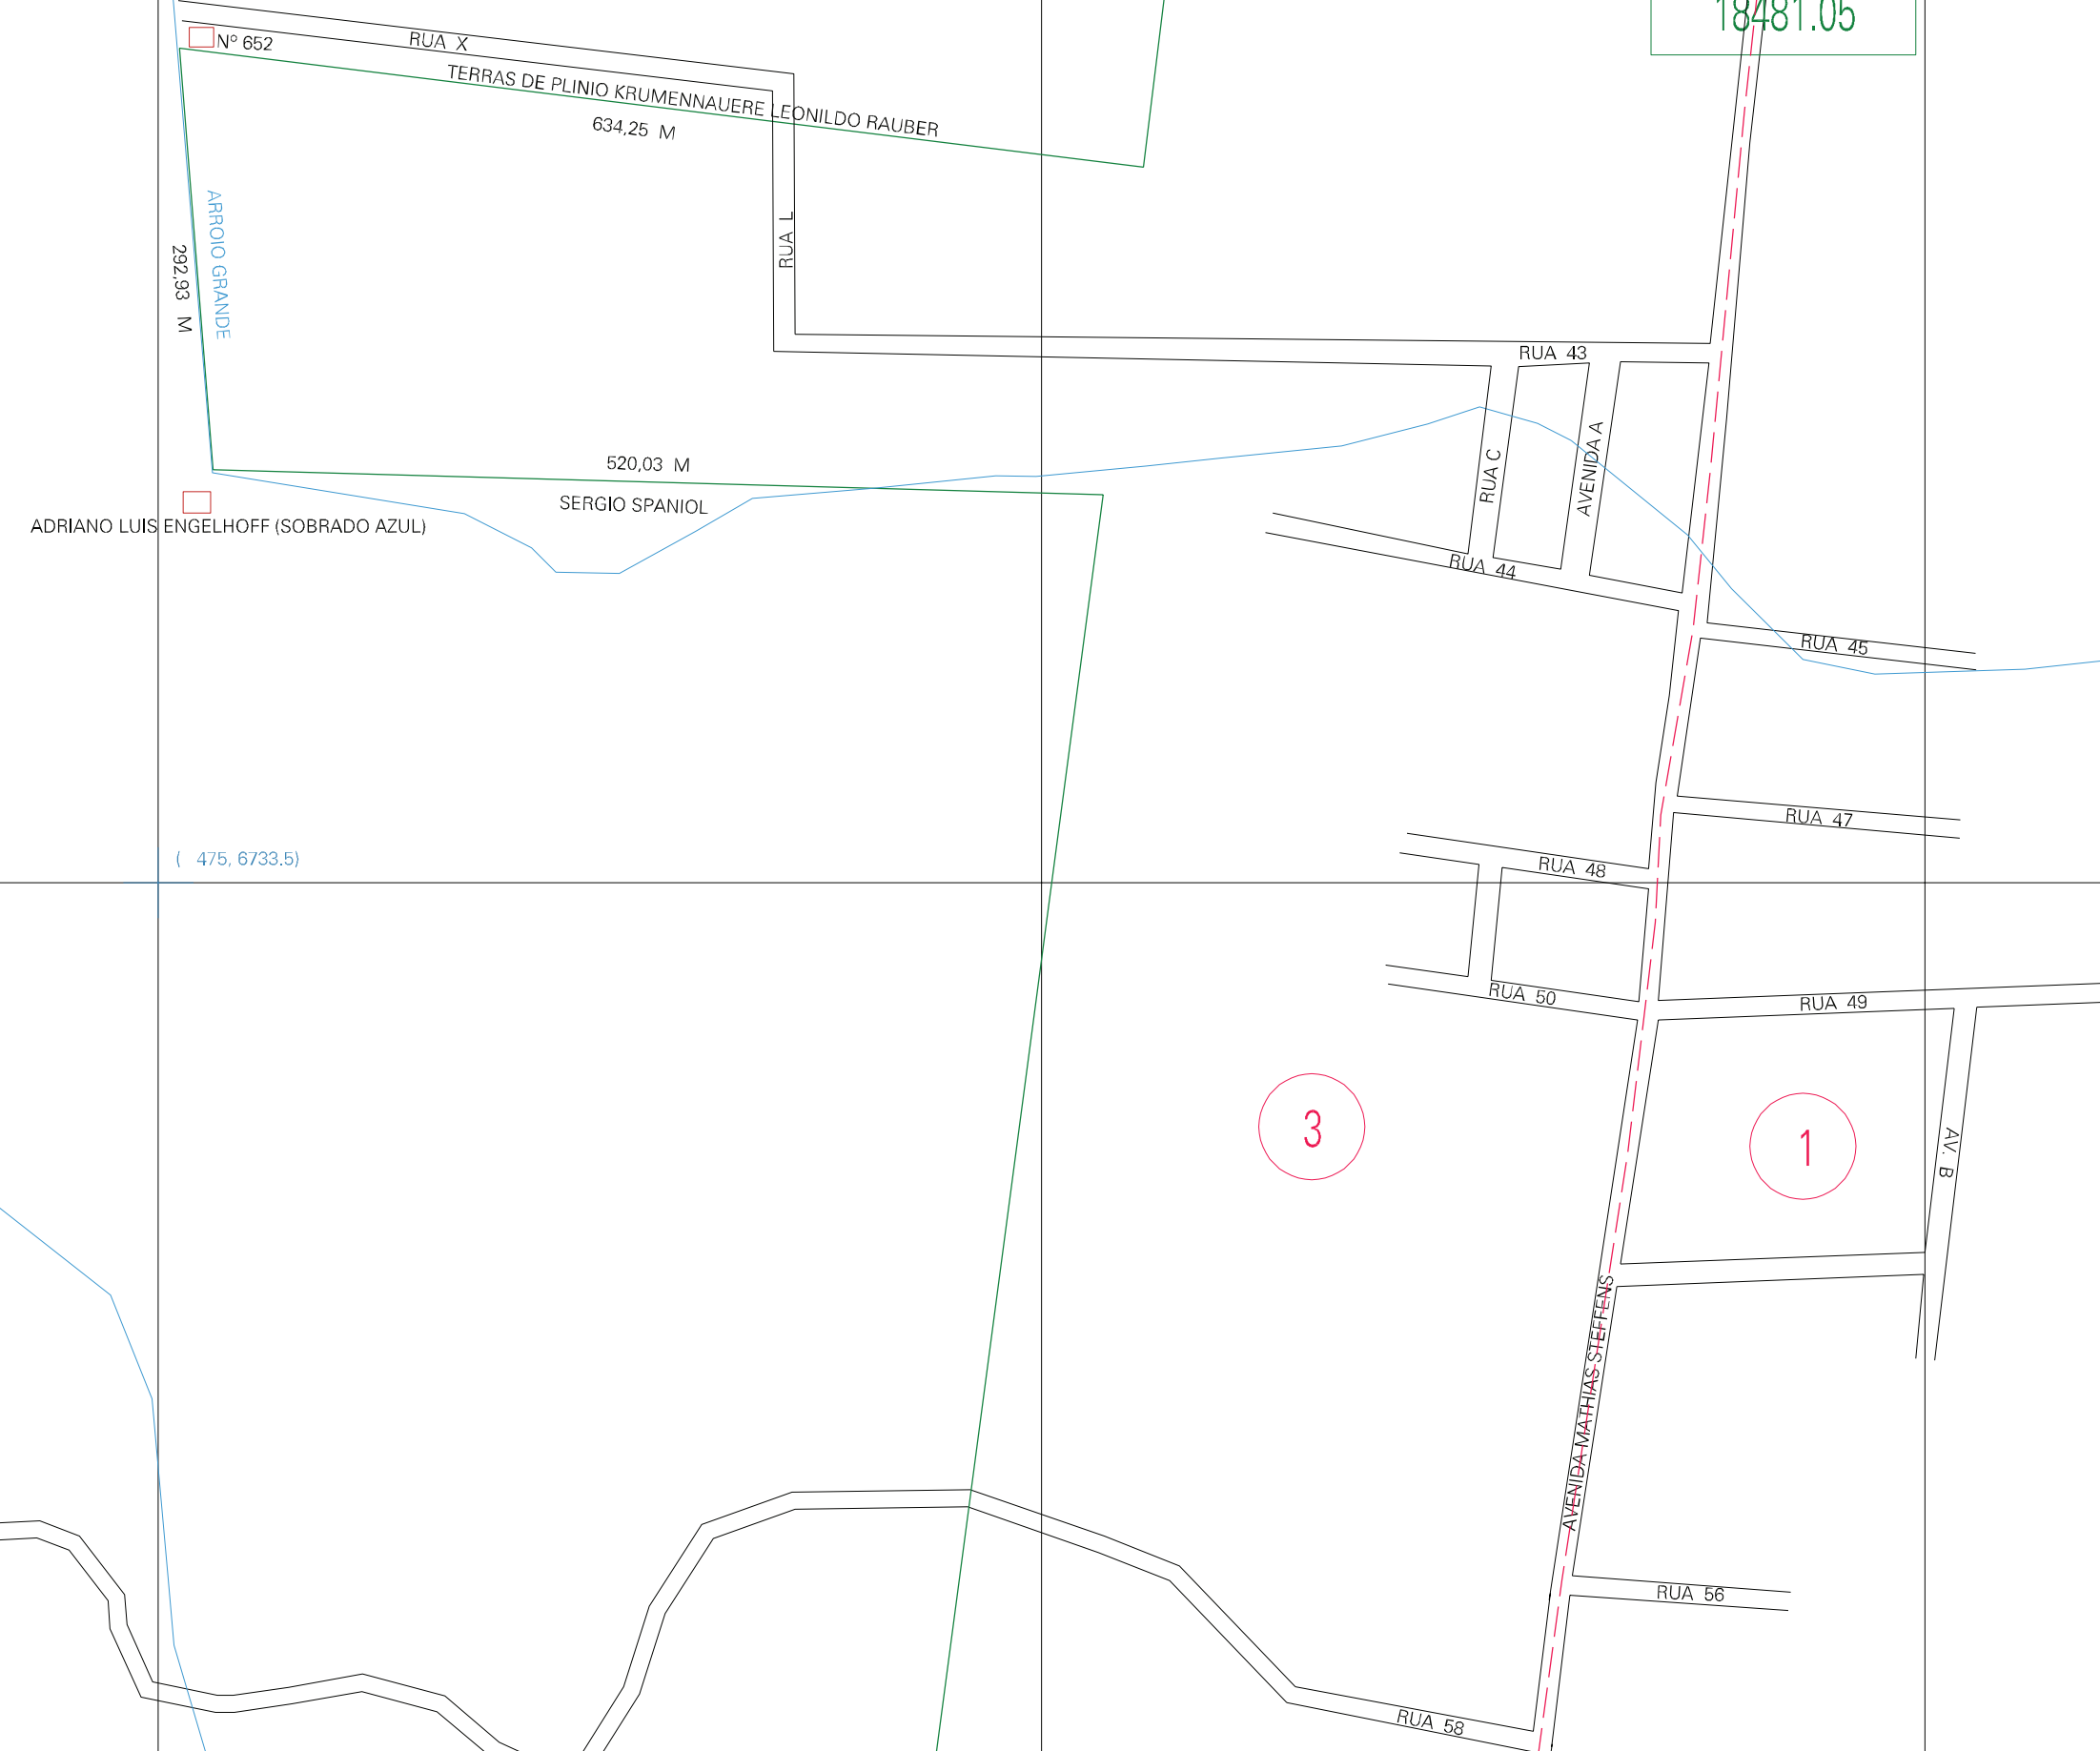 18481.05
Nº 652
RUA X
TERRAS DE PLINIO KRUMENNAUERE LEONILDO RAUBER
634,25 M
ARROIO GRANDE
292,93 M
RUA L
RUA 43
520,03 M
SERGIO SPANIOL
ADRIANO LUIS ENGELHOFF (SOBRADO AZUL)
RUA C
AVENIDA A
RUA 44
RUA 45
RUA 47
( 475, 6733.5)
RUA 48
RUA 50
RUA 49
3
1
AV. B
AVENIDA MATHIAS STEFFENS
RUA 56
RUA 58